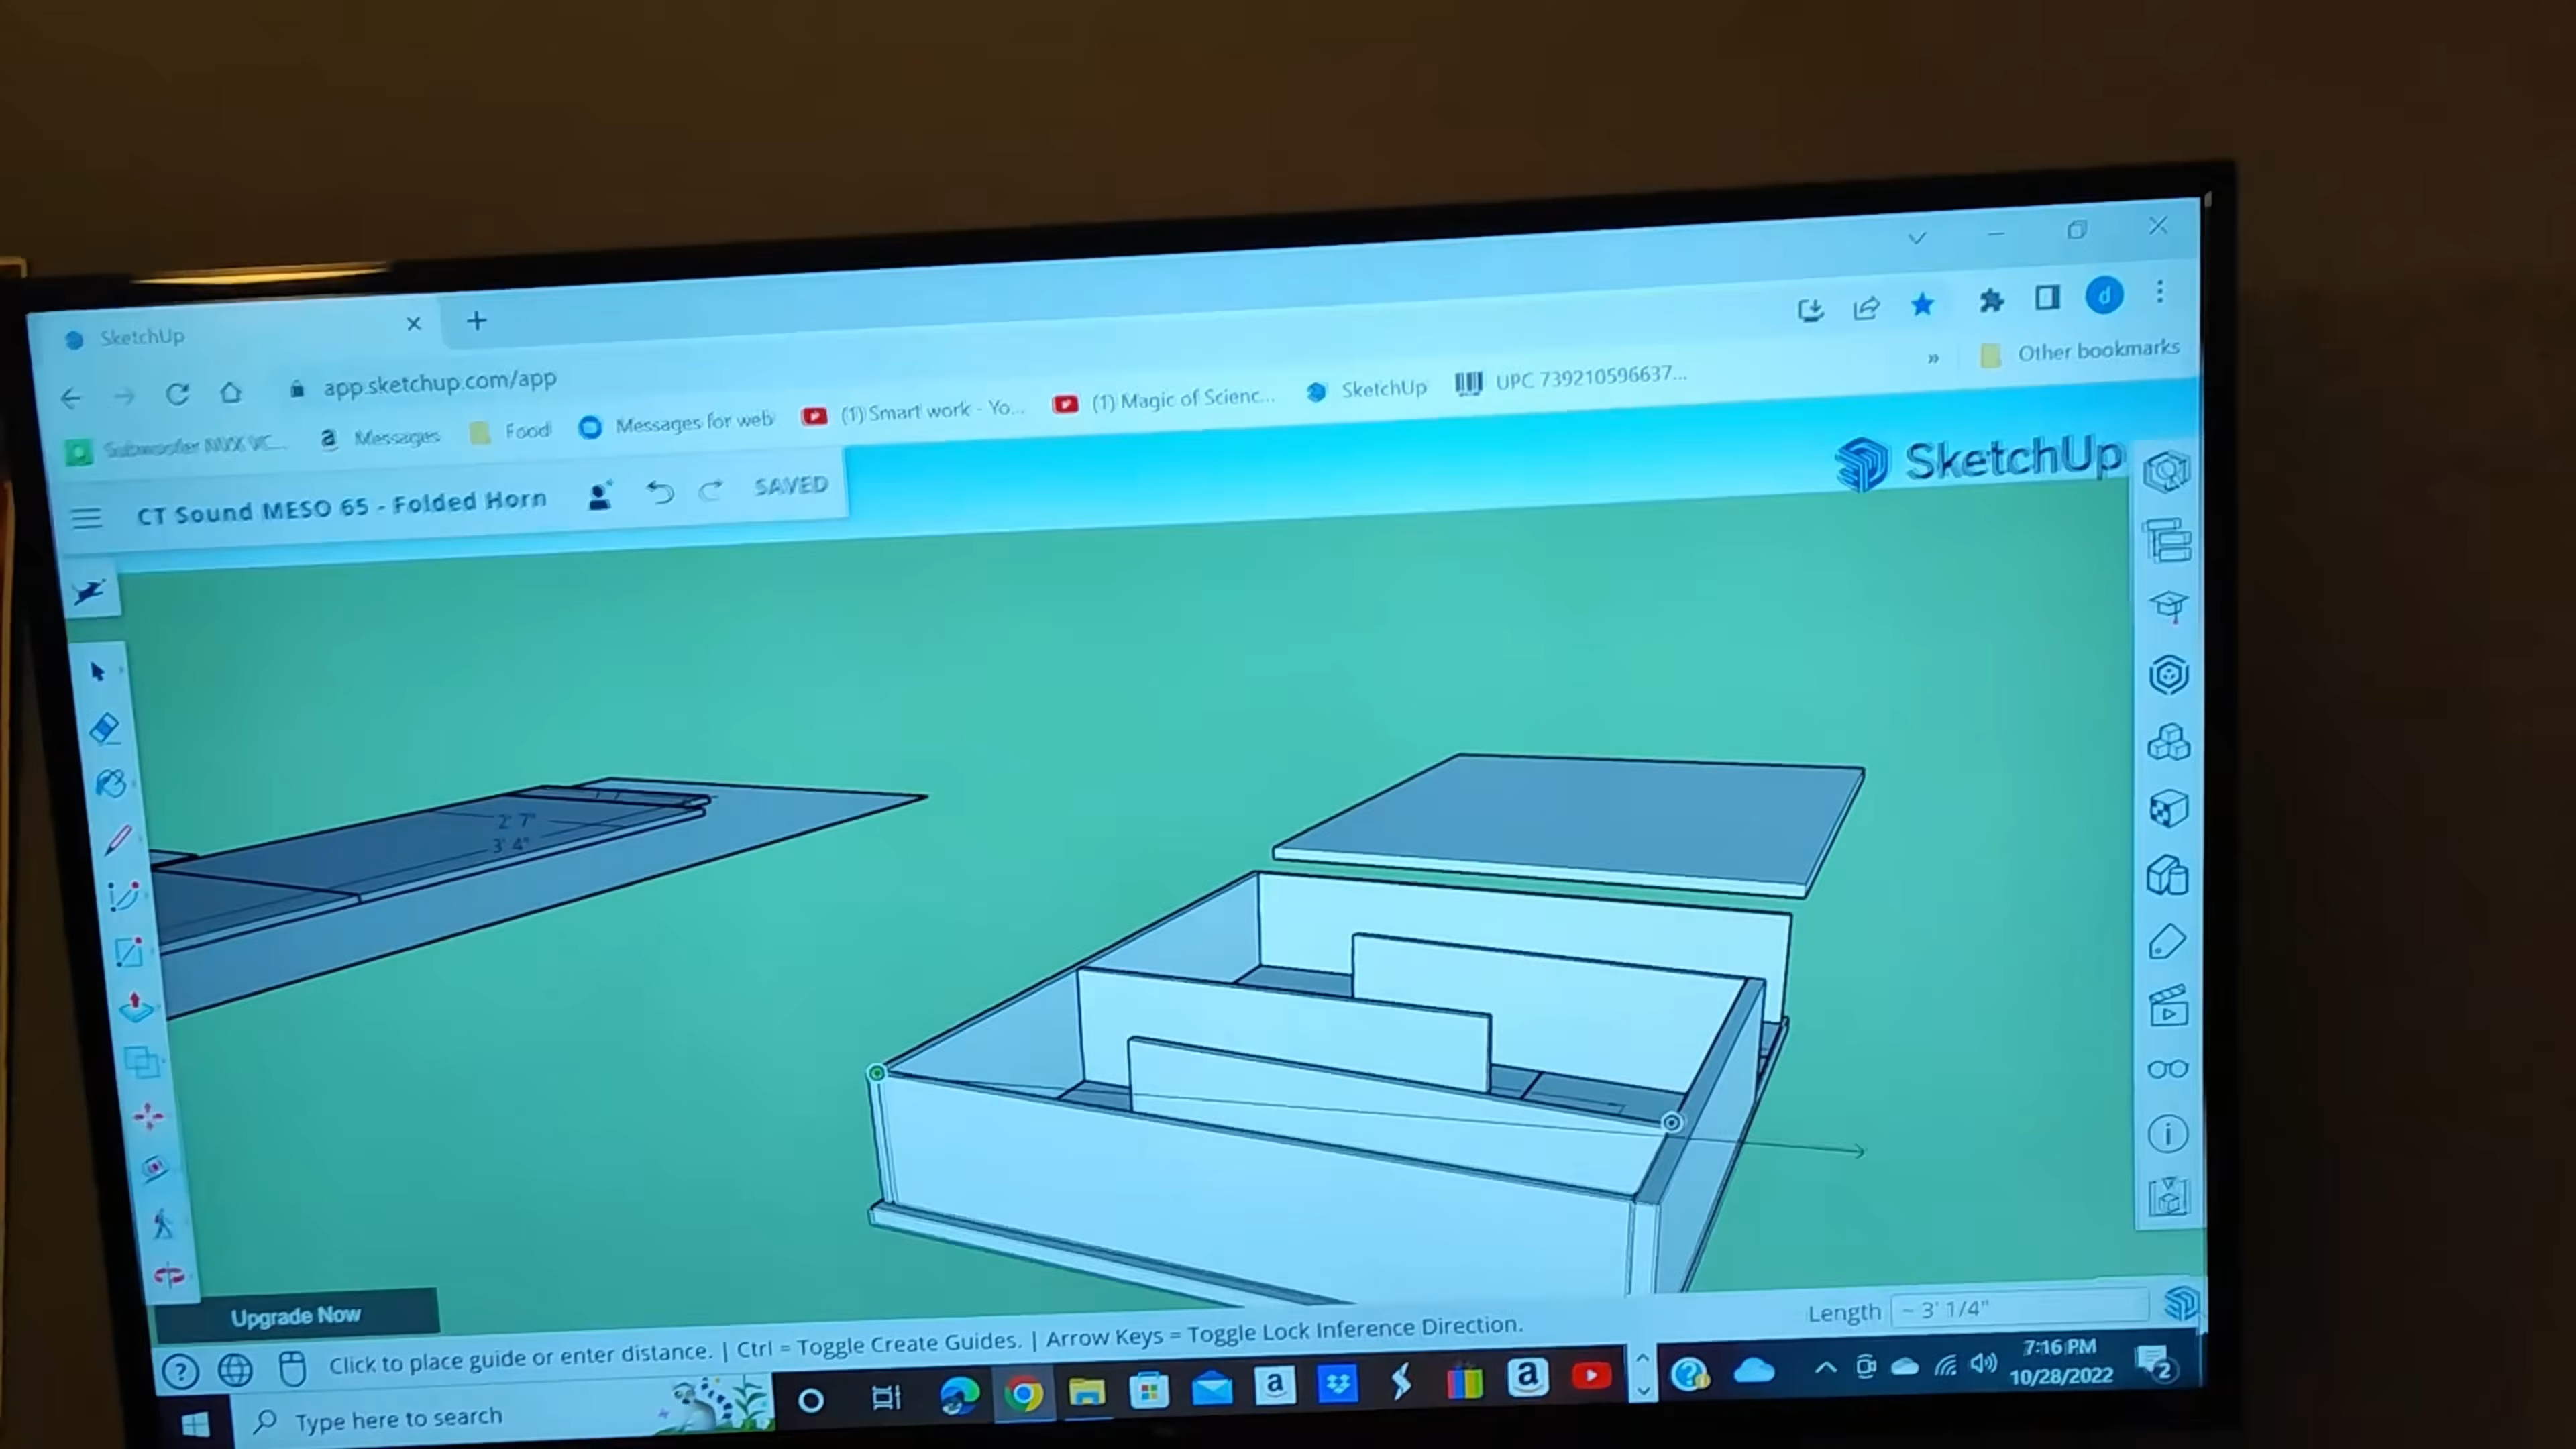 SketchUp
app.sketchup.com/app
Messages
Food
Messages for web
(1) Smart work - Yo...
(1) Magic of Scienc...
SketchUp
UPC 739210596637...
Other bookmarks
d
CT Sound MESO 65 - Folded Horn
SAVED
SketchUp
2' 7"
3' 4"
Upgrade Now
Length ~ 3' 1/4"
Click to place guide or enter distance. | Ctrl = Toggle Create Guides. | Arrow Keys = Toggle Lock Inference Direction.
Type here to search
7:16 PM
10/28/2022
2